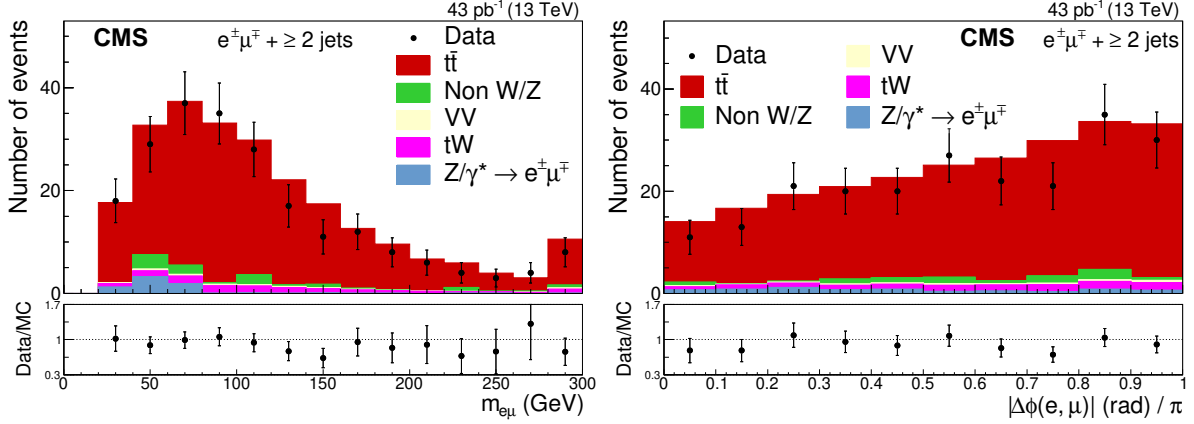 43 pb⁻¹ (13 TeV)
CMS
e±μ∓ + ≥ 2 jets
Data
tt̄
Non W/Z
VV
tW
Z/γ* → e±μ∓
Number of events
40
20
0
Data/MC
1.7
1
0.3
0 50 100 150 200 250 300
m_eμ (GeV)
43 pb⁻¹ (13 TeV)
CMS e±μ∓ + ≥ 2 jets
Data VV
tt̄ tW
Non W/Z Z/γ* → e±μ∓
Number of events
40
20
0
Data/MC
1.7
1
0.3
0 0.1 0.2 0.3 0.4 0.5 0.6 0.7 0.8 0.9 1
|Δϕ(e, μ)| (rad) / π